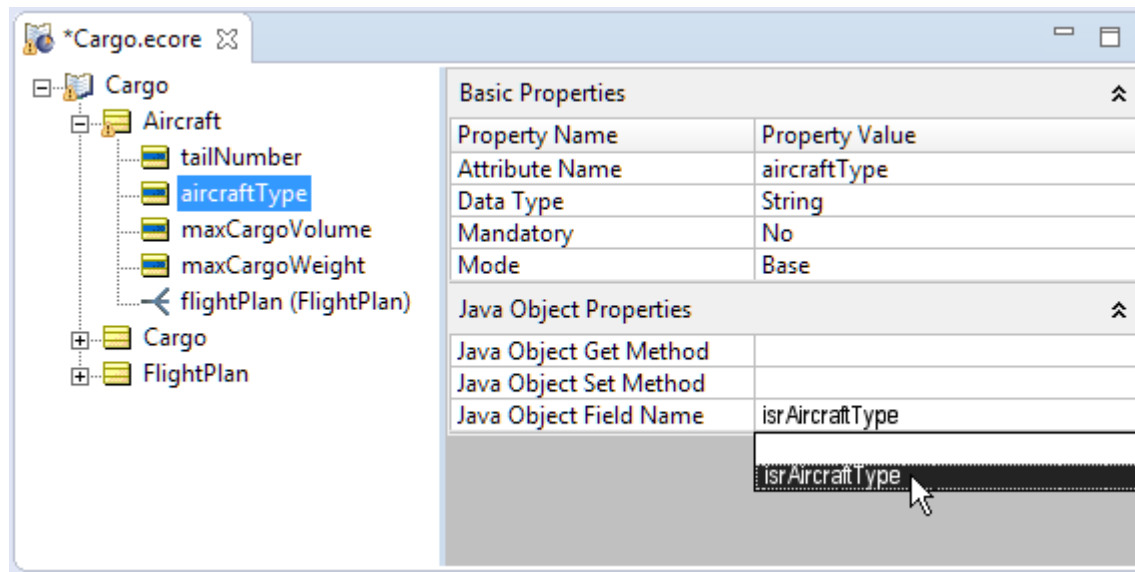 *Cargo.ecore
Cargo
Aircraft
tailNumber
aircraftType
maxCargoVolume
maxCargoWeight
flightPlan (FlightPlan)
Cargo
FlightPlan
Basic Properties
Property Name Property Value
Attribute Name aircraftType
Data Type String
Mandatory No
Mode Base
Java Object Properties
Java Object Get Method
Java Object Set Method
Java Object Field Name isrAircraftType
isrAircraftType